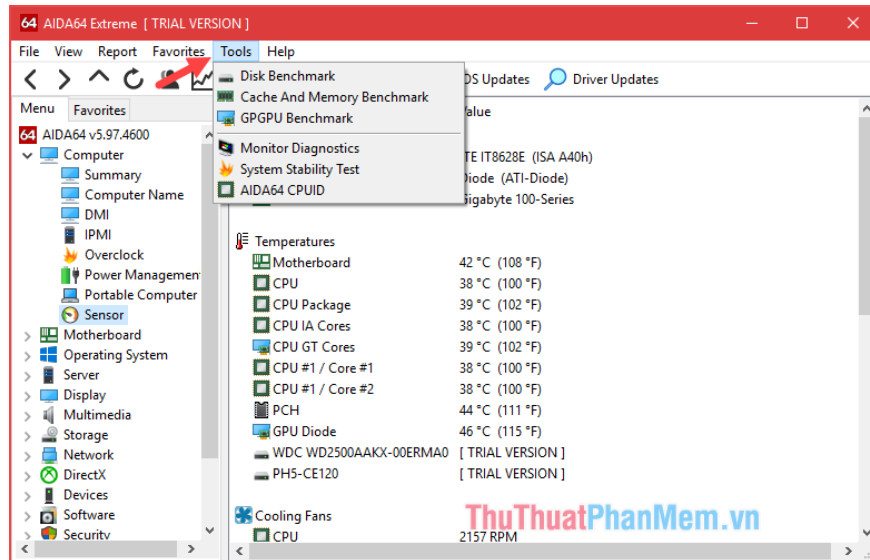 64 AIDA64 Extreme [ TRIAL VERSION ]
File View Report Favorites Tools Help
Disk Benchmark
Cache And Memory Benchmark
GPGPU Benchmark
Monitor Diagnostics
System Stability Test
AIDA64 CPUID
OS Updates Driver Updates
Menu Favorites
64 AIDA64 v5.97.4600
Computer
Summary
Computer Name
DMI
IPMI
Overclock
Power Managemen
Portable Computer
Sensor
Motherboard
Operating System
Server
Display
Multimedia
Storage
Network
DirectX
Devices
Software
Security
Value
TE IT8628E (ISA A40h)
Diode (ATI-Diode)
Gigabyte 100-Series
Temperatures
Motherboard 42 °C (108 °F)
CPU 38 °C (100 °F)
CPU Package 39 °C (102 °F)
CPU IA Cores 38 °C (100 °F)
CPU GT Cores 39 °C (102 °F)
CPU #1 / Core #1 38 °C (100 °F)
CPU #1 / Core #2 38 °C (100 °F)
PCH 44 °C (111 °F)
GPU Diode 46 °C (115 °F)
WDC WD2500AAKX-00ERMA0 [ TRIAL VERSION ]
PH5-CE120 [ TRIAL VERSION ]
Cooling Fans
CPU 2157 RPM
ThuThuatPhanMem.vn